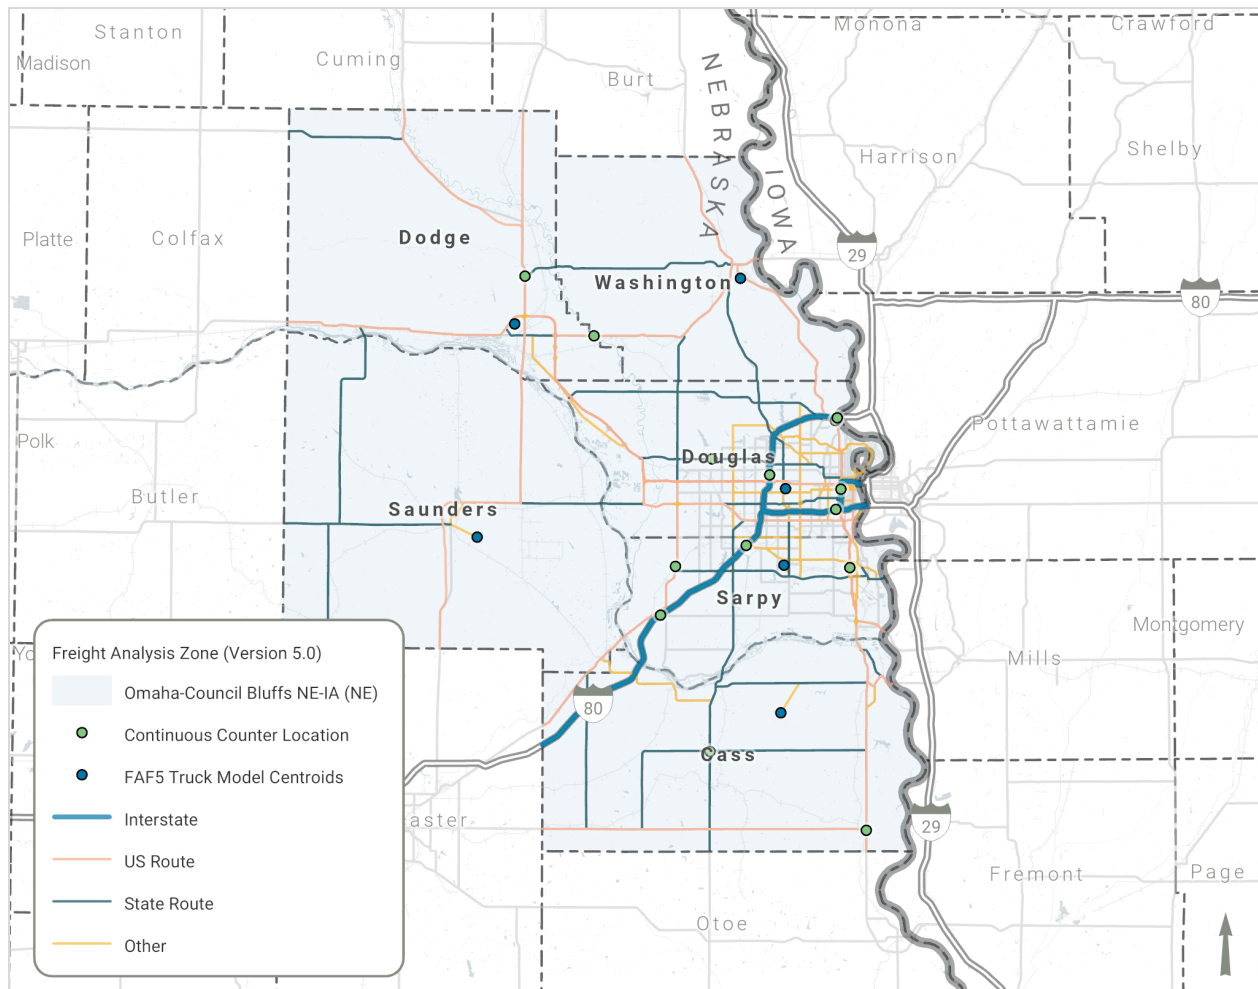 Stanton
Madison
Cuming
Burt
Monona
Crawford
NEBRASKA
IOWA
Harrison
Shelby
Platte
Colfax
Dodge
Washington
29
80
Polk
Butler
Saunders
Douglas
Pottawattamie
Sarpy
Montgomery
Mills
Yo
80
Cass
aster
29
Fremont
Page
Otoe
Freight Analysis Zone (Version 5.0)
Omaha-Council Bluffs NE-IA (NE)
Continuous Counter Location
FAF5 Truck Model Centroids
Interstate
US Route
State Route
Other